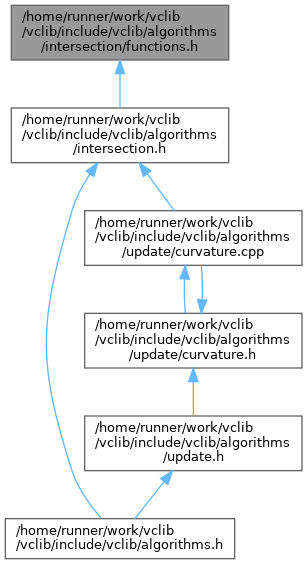 /home/runner/work/vclib
/vclib/include/vclib/algorithms
/intersection/functions.h
/home/runner/work/vclib
/vclib/include/vclib/algorithms
/intersection.h
/home/runner/work/vclib
/vclib/include/vclib/algorithms
/update/curvature.cpp
/home/runner/work/vclib
/vclib/include/vclib/algorithms
/update/curvature.h
/home/runner/work/vclib
/vclib/include/vclib/algorithms
/update.h
/home/runner/work/vclib
/vclib/include/vclib/algorithms.h